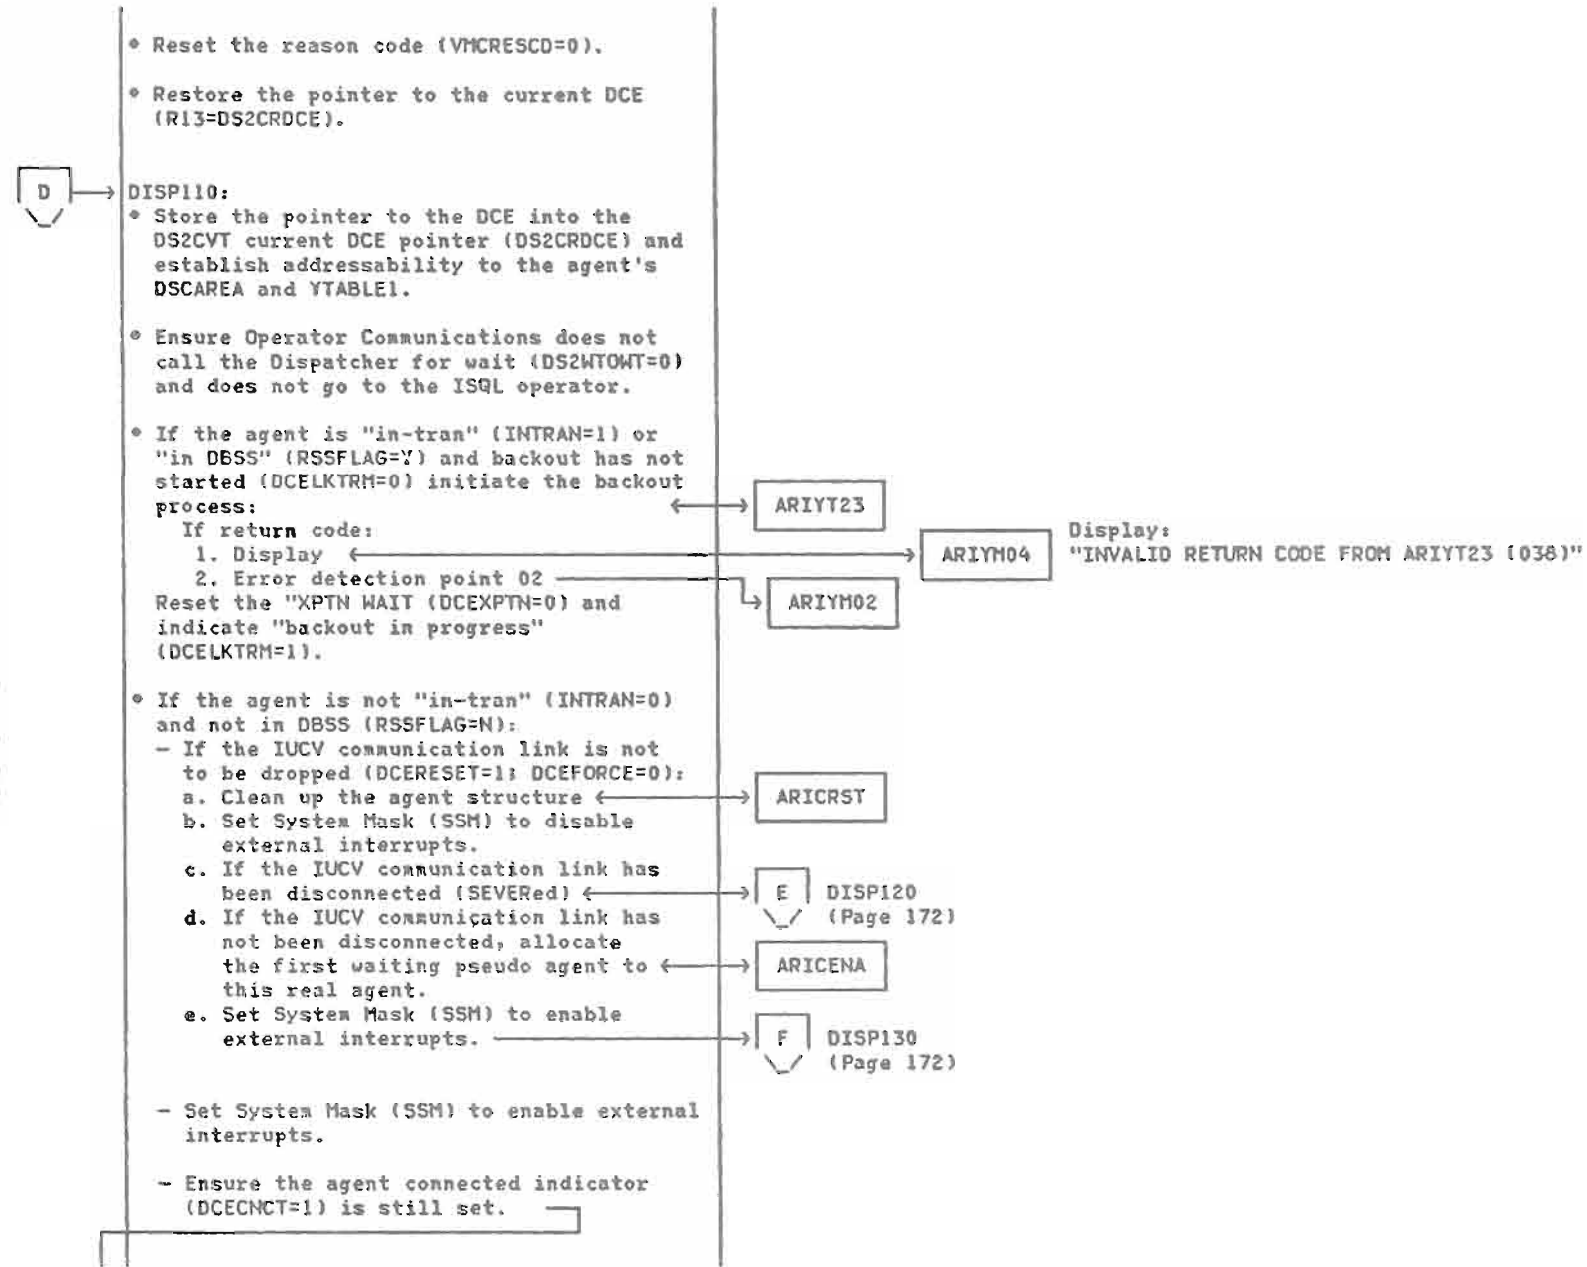 • Reset the reason code (VMCRESCD=0).
• Restore the pointer to the current DCE
(R13=DS2CRDCE).
D
DISP110:
• Store the pointer to the DCE into the
DS2CVT current DCE pointer (DS2CRDCE) and
establish addressability to the agent's
DSCAREA and YTABLE1.
• Ensure Operator Communications does not
call the Dispatcher for wait (DS2WTOWT=0)
and does not go to the ISQL operator.
• If the agent is "in-tran" (INTRAN=1) or
"in DBSS" (RSSFLAG=Y) and backout has not
started (DCELKTRM=0) initiate the backout
process:
ARIYT23
If return code:
1. Display
ARIYM04
Display:
"INVALID RETURN CODE FROM ARIYT23 (038)"
2. Error detection point 02
ARIYM02
Reset the "XPTN WAIT (DCEXPTN=0) and
indicate "backout in progress"
(DCELKTRM=1).
• If the agent is not "in-tran" (INTRAN=0)
and not in DBSS (RSSFLAG=N):
- If the IUCV communication link is not
to be dropped (DCERESET=1; DCEFORCE=0):
a. Clean up the agent structure
ARICRST
b. Set System Mask (SSM) to disable
external interrupts.
c. If the IUCV communication link has
been disconnected (SEVERed)
E
DISP120
(Page 172)
d. If the IUCV communication link has
not been disconnected, allocate
the first waiting pseudo agent to
this real agent.
ARICENA
e. Set System Mask (SSM) to enable
external interrupts.
F
DISP130
(Page 172)
- Set System Mask (SSM) to enable external
interrupts.
- Ensure the agent connected indicator
(DCECNCT=1) is still set.